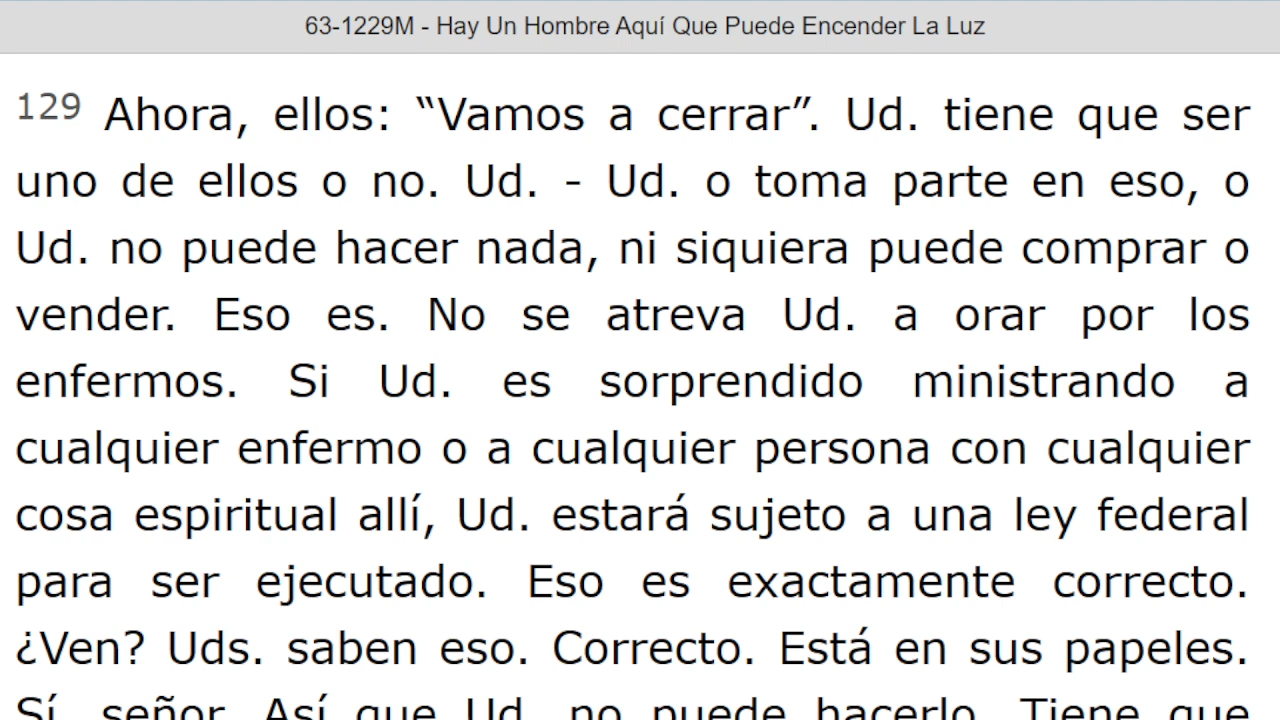 63-1229M - Hay Un Hombre Aquí Que Puede Encender La Luz
129 Ahora, ellos: “Vamos a cerrar”. Ud. tiene que ser
uno de ellos o no. Ud. - Ud. o toma parte en eso, o
Ud. no puede hacer nada, ni siquiera puede comprar o
vender. Eso es. No se atreva Ud. a orar por los
enfermos. Si Ud. es sorprendido ministrando a
cualquier enfermo o a cualquier persona con cualquier
cosa espiritual allí, Ud. estará sujeto a una ley federal
para ser ejecutado. Eso es exactamente correcto.
¿Ven? Uds. saben eso. Correcto. Está en sus papeles.
Sí, señor. Así que Ud. no puede hacerlo. Tiene que